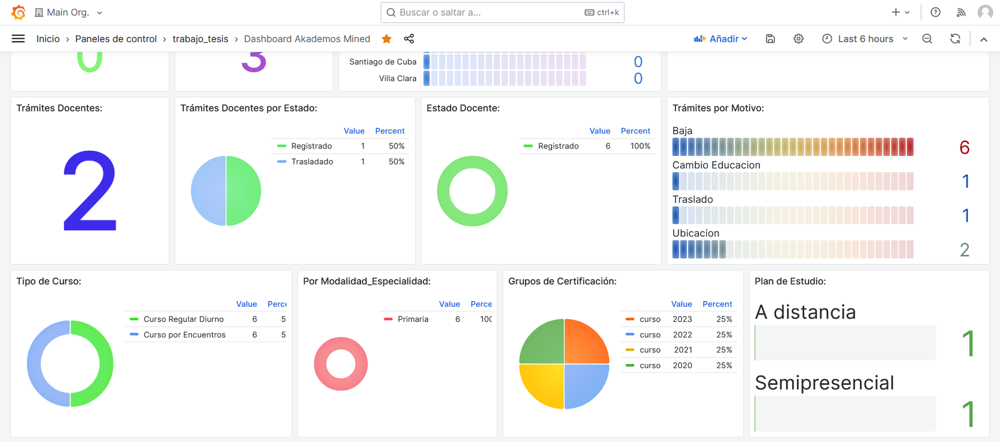 Main Org.
Buscar o saltar a...
ctrl+k
Inicio › Paneles de control › trabajo_tesis › Dashboard Akademos Mined
Añadir
Last 6 hours
0
3
Santiago de Cuba 0
Villa Clara 0
Trámites Docentes:
2
Trámites Docentes por Estado:
Value Percent
Registrado 1 50%
Trasladado 1 50%
Estado Docente:
Value Percent
Registrado 6 100%
Trámites por Motivo:
Baja
6
Cambio Educacion
1
Traslado
1
Ubicacion
2
Tipo de Curso:
Value Perce
Curso Regular Diurno 6 5
Curso por Encuentros 6 5
Por Modalidad_Especialidad:
Value Perce
Primaria 6 100
Grupos de Certificación:
Value Percent
curso 2023 25%
curso 2022 25%
curso 2021 25%
curso 2020 25%
Plan de Estudio:
A distancia
1
Semipresencial
1